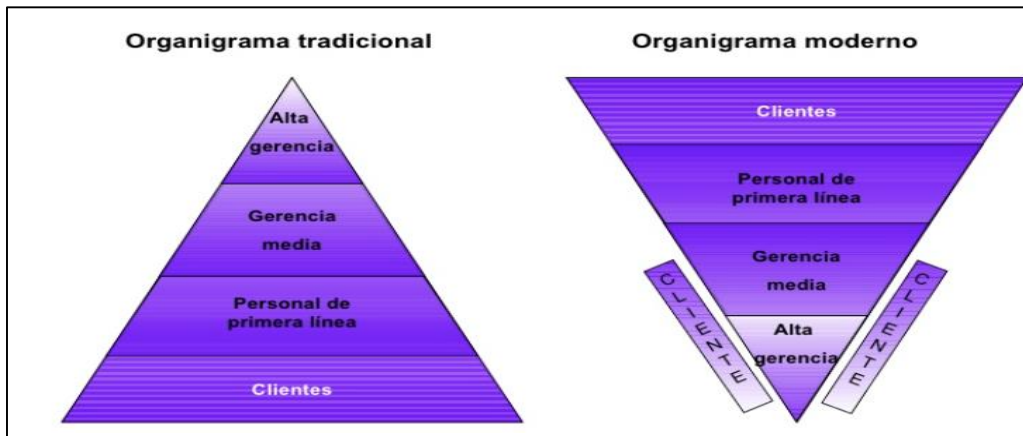 Organigrama tradicional
Alta
gerencia
Gerencia
media
Personal de
primera línea
Clientes
Organigrama moderno
Clientes
Personal de
primera línea
Gerencia
media
Alta
gerencia
CLIENTE
CLIENTE